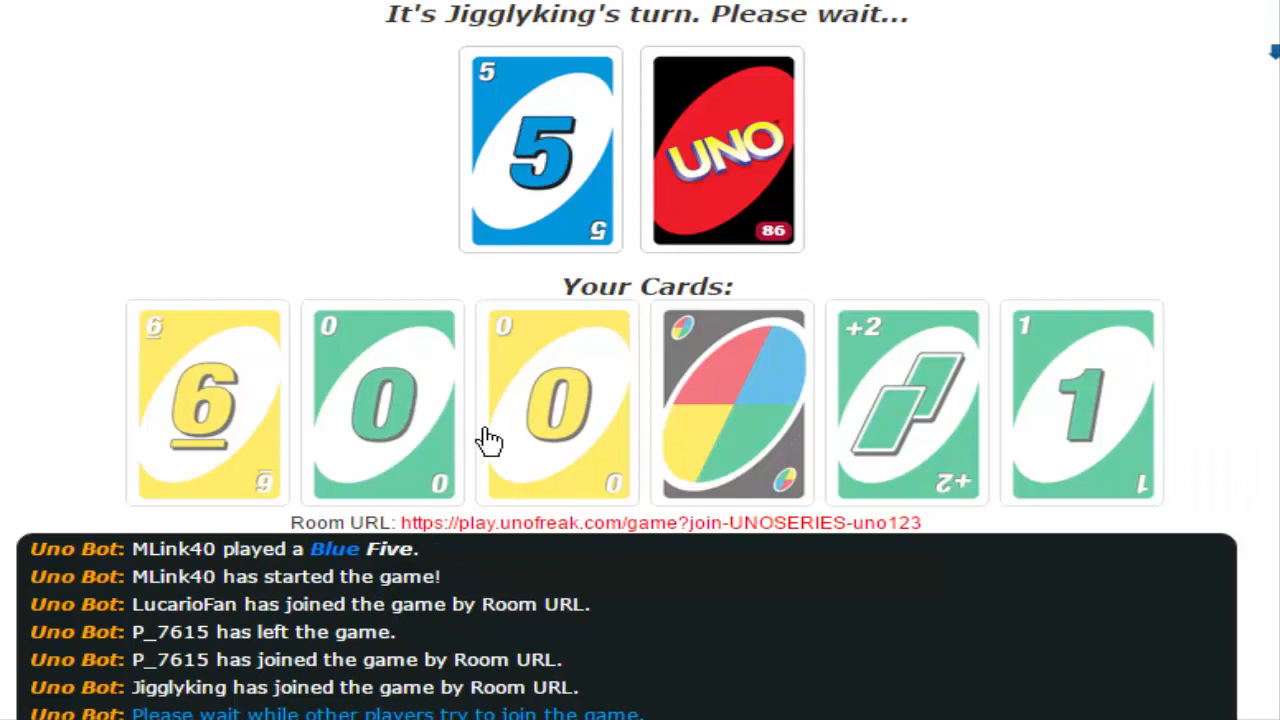 It's Jigglyking's turn. Please wait...
5
5
5
UNO
86
Your Cards:
6 0 0 +2 1
6 0 0 1
6 0 0 +2 1
Room URL: https://play.unofreak.com/game?join-UNOSERIES-uno123
Uno Bot: MLink40 played a Blue Five.
Uno Bot: MLink40 has started the game!
Uno Bot: LucarioFan has joined the game by Room URL.
Uno Bot: P_7615 has left the game.
Uno Bot: P_7615 has joined the game by Room URL.
Uno Bot: Jigglyking has joined the game by Room URL.
Uno Bot: Please wait while other players try to join the game.